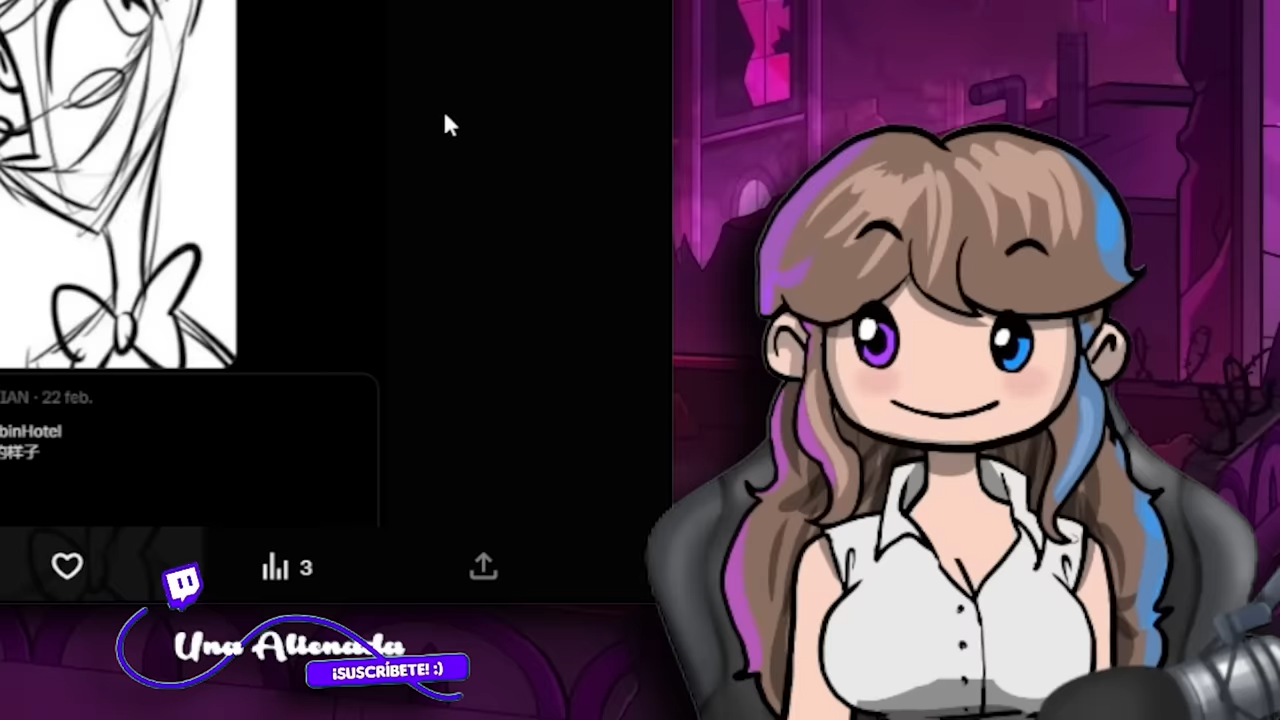 IAN · 22 feb.
binHotel
的样子
3
Una Alienada
¡SUSCRÍBETE! :)